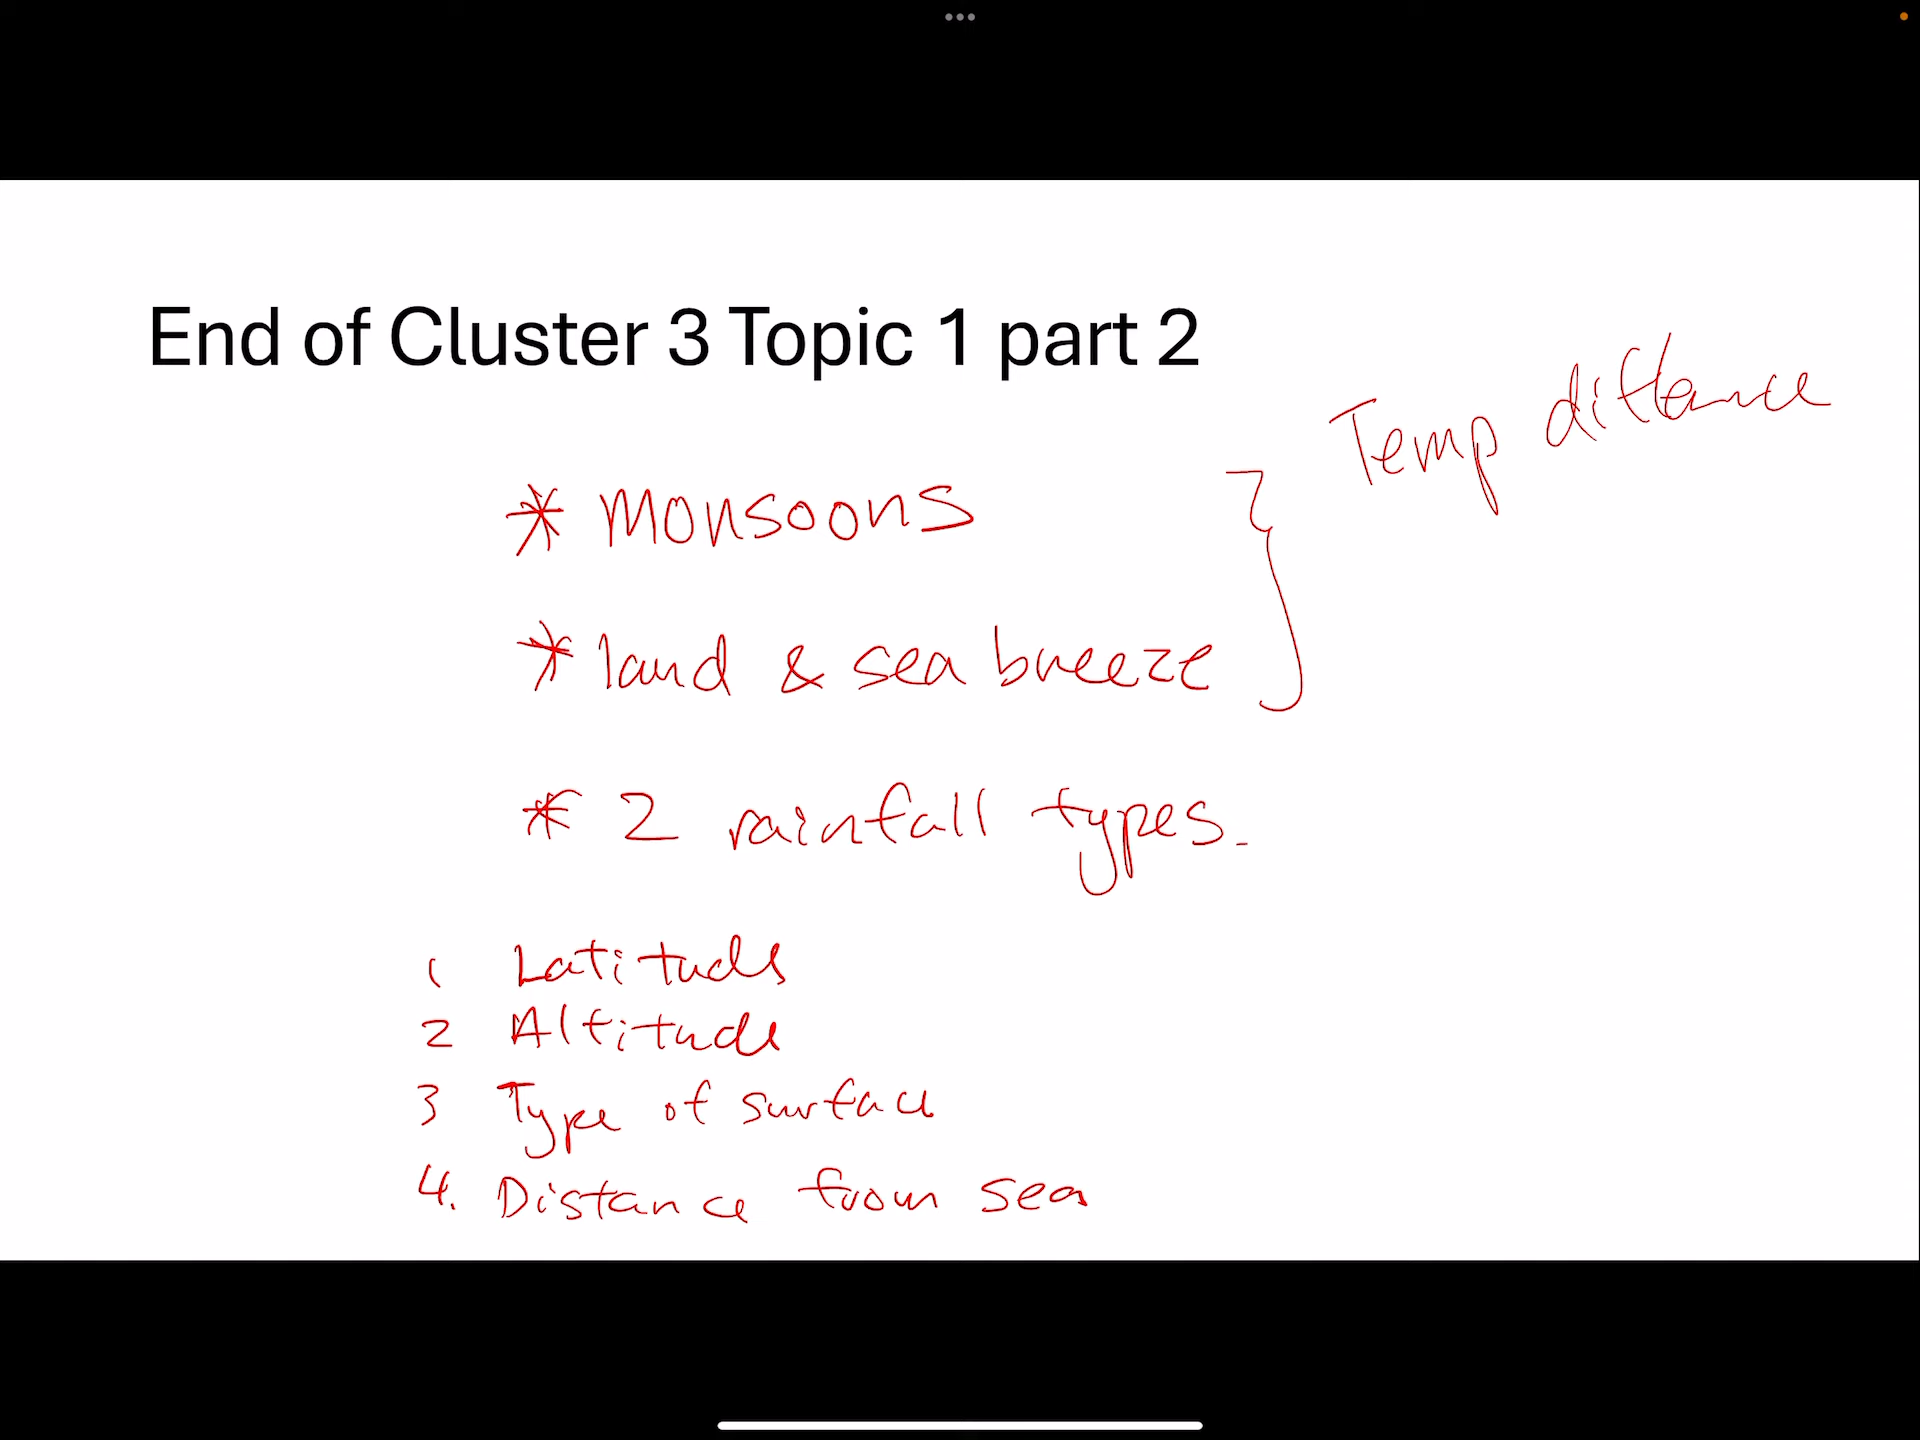 End of Cluster 3 Topic 1 part 2
Temp difference
* monsoons
* land & sea breeze
* 2 rainfall types.
1 Latitude
2 Altitude
3 Type of surface
4. Distance from sea